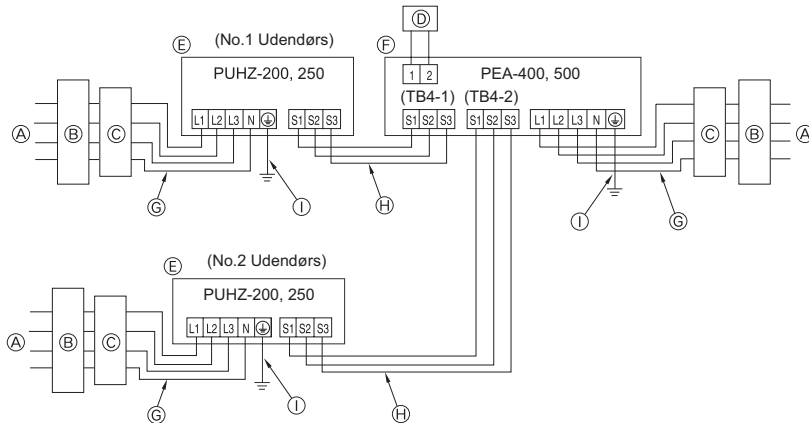 D
E (No.1 Udendørs) F
PUHZ-200, 250
1 2 PEA-400, 500
(TB4-1) (TB4-2)
L1 L2 L3 N S1 S2 S3
S1 S2 S3 S1 S2 S3 L1 L2 L3 N
A B C
C B A
G I H I G
E (No.2 Udendørs)
PUHZ-200, 250
L1 L2 L3 N S1 S2 S3
A B C
G I H